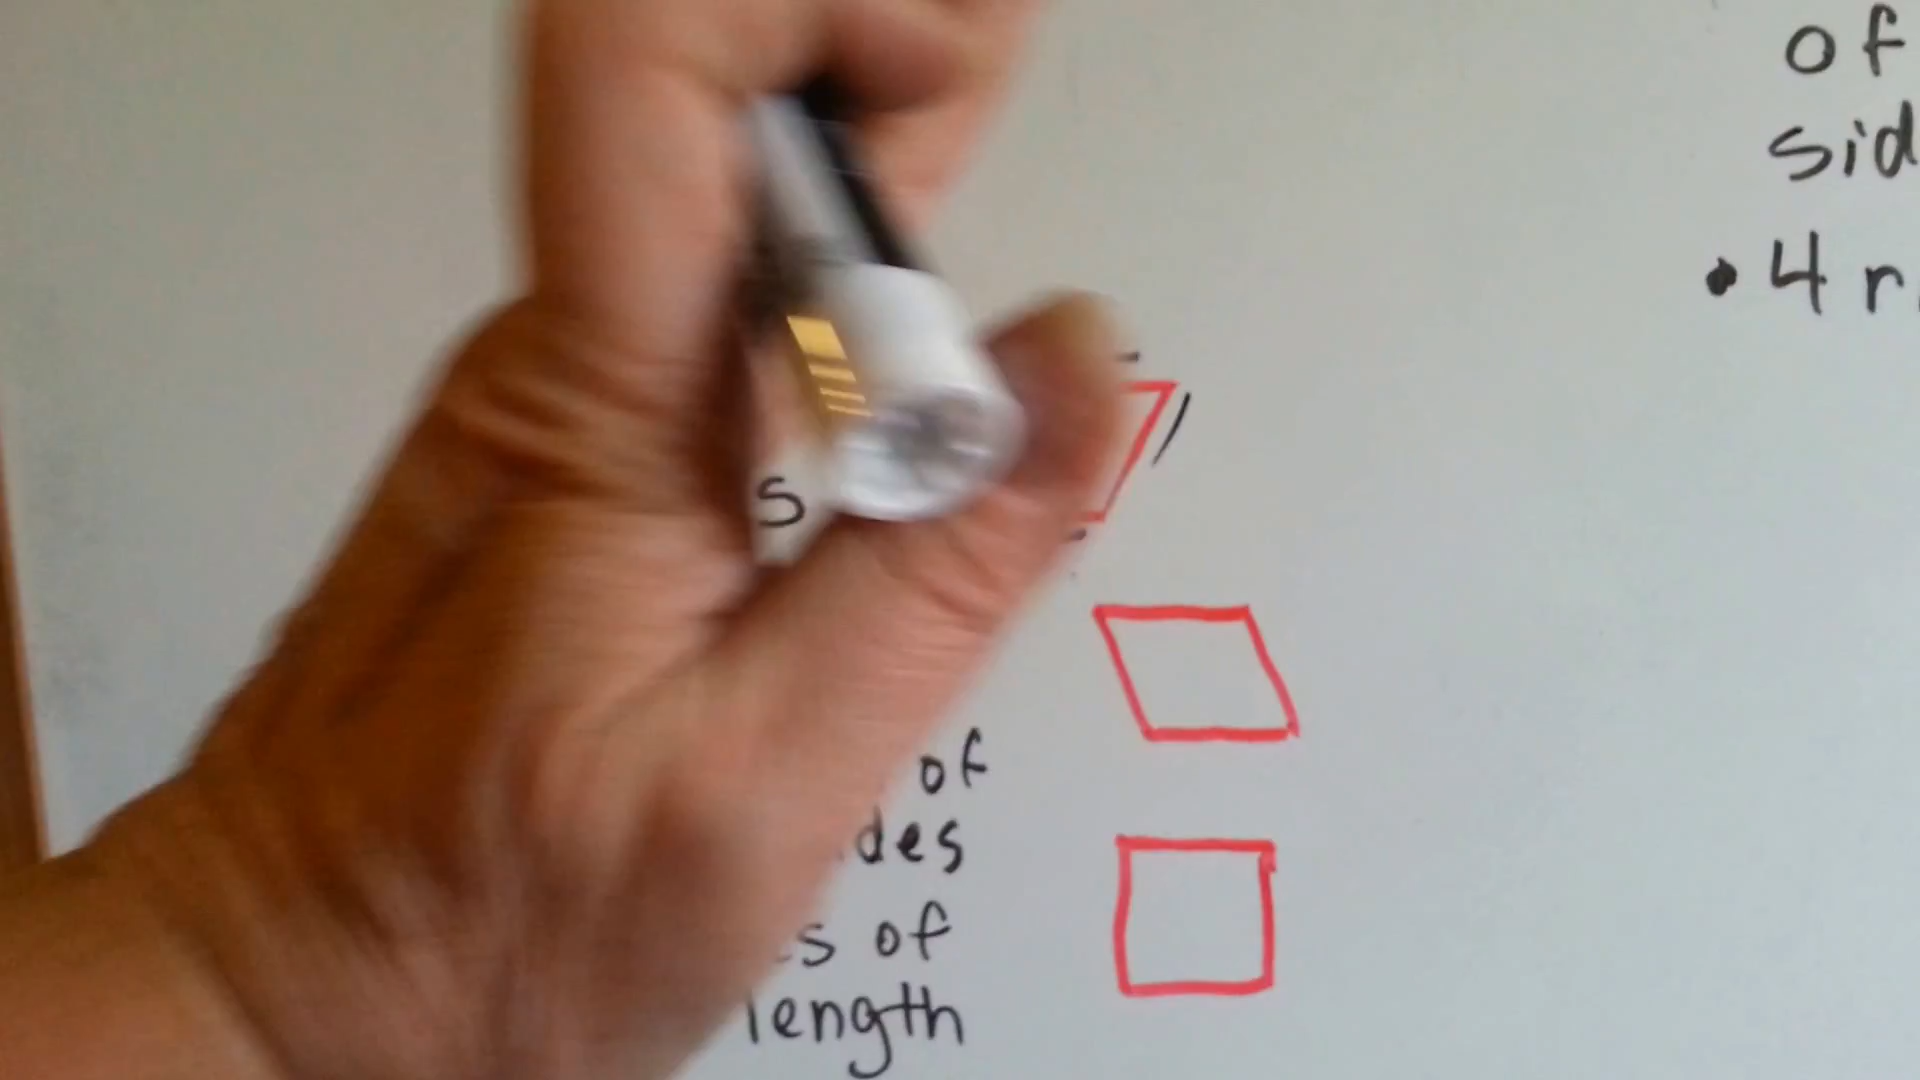 of
sid
• 4 r
s
of
des
s of
length